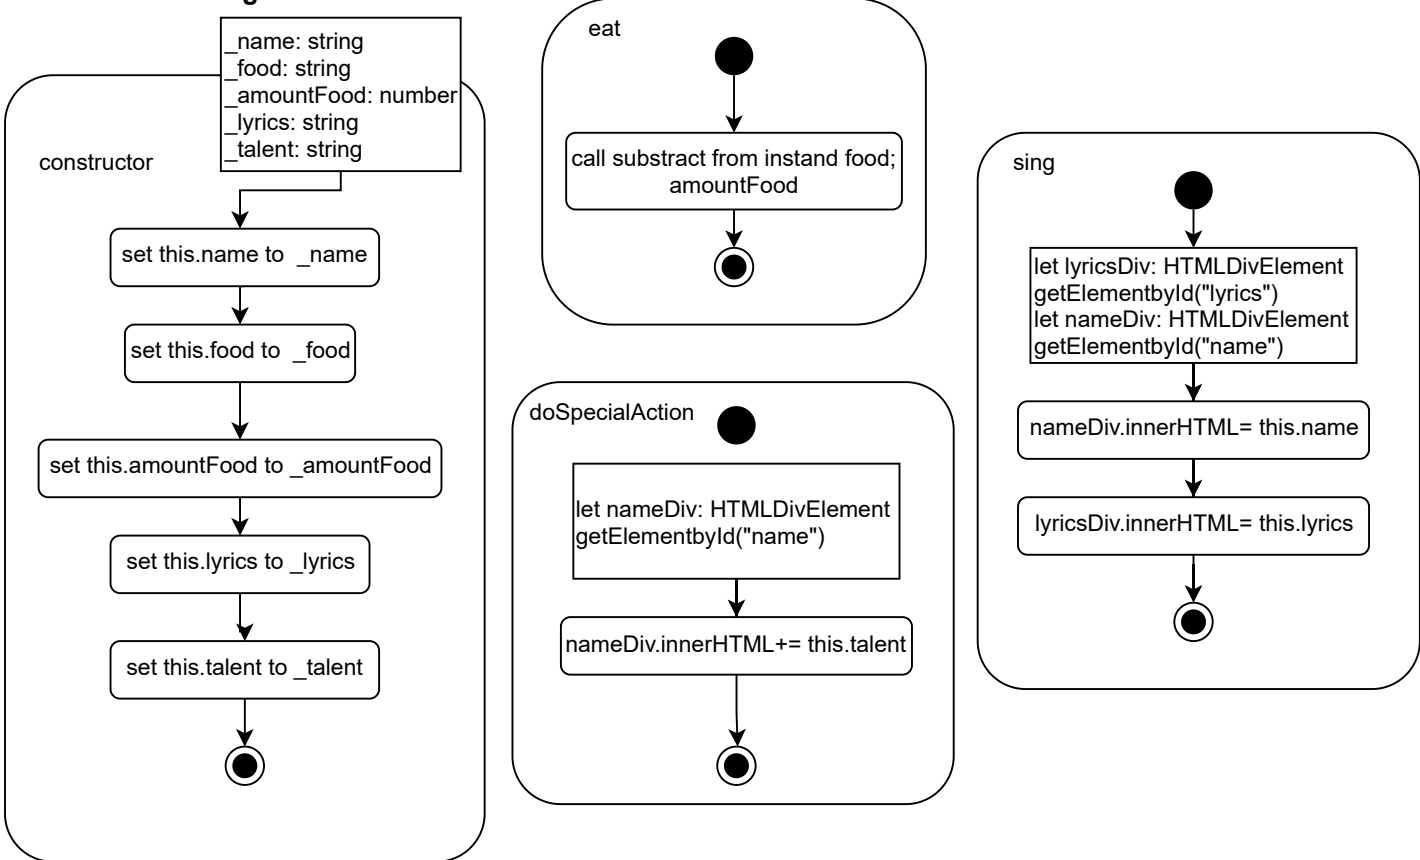 _name: string
_food: string
_amountFood: number
_lyrics: string
_talent: string
constructor
set this.name to  _name
set this.food to  _food
set this.amountFood to _amountFood
set this.lyrics to _lyrics
set this.talent to _talent
eat
call substract from instand food;
amountFood
doSpecialAction
let nameDiv: HTMLDivElement
getElementbyId("name")
nameDiv.innerHTML+= this.talent
sing
let lyricsDiv: HTMLDivElement
getElementbyId("lyrics")
let nameDiv: HTMLDivElement
getElementbyId("name")
nameDiv.innerHTML= this.name
lyricsDiv.innerHTML= this.lyrics